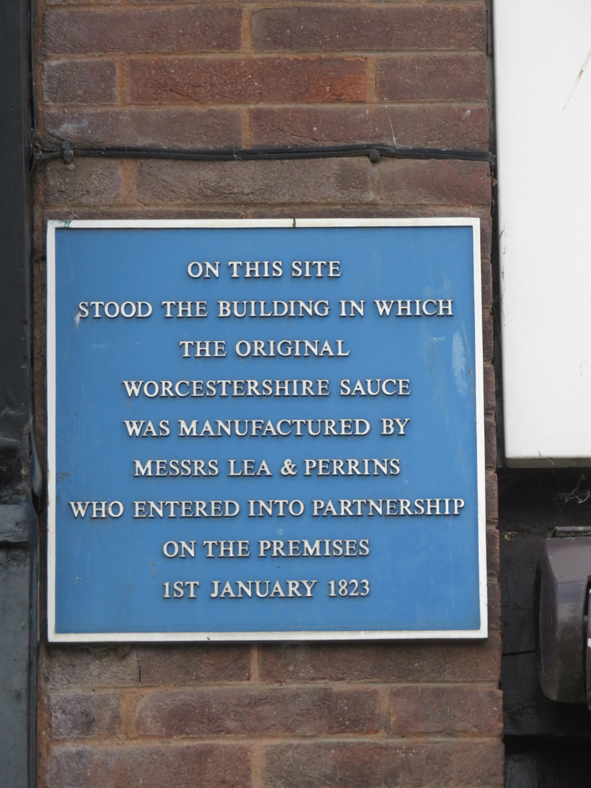 ON THIS SITE
STOOD THE BUILDING IN WHICH
THE ORIGINAL
WORCESTERSHIRE SAUCE
WAS MANUFACTURED BY
MESSRS LEA & PERRINS
WHO ENTERED INTO PARTNERSHIP
ON THE PREMISES
1ST JANUARY 1823